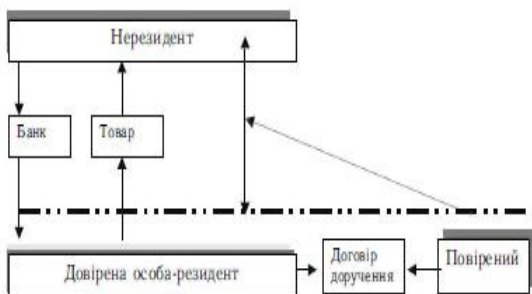 Нерезидент
Банк
Товар
Довірена особа-резидент
Договір
доручення
Повірений